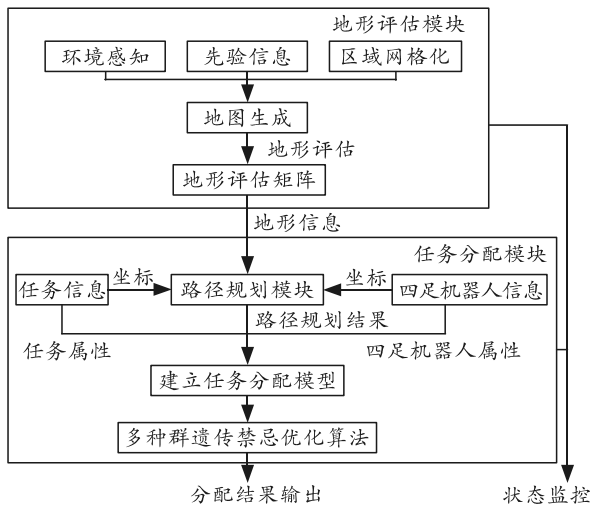 地形评估模块
环境感知
先验信息
区域网格化
地图生成
地形评估
地形评估矩阵
地形信息
任务分配模块
任务信息
坐标
路径规划模块
坐标
四足机器人信息
路径规划结果
任务属性
四足机器人属性
建立任务分配模型
多种群遗传禁忌优化算法
分配结果输出
状态监控